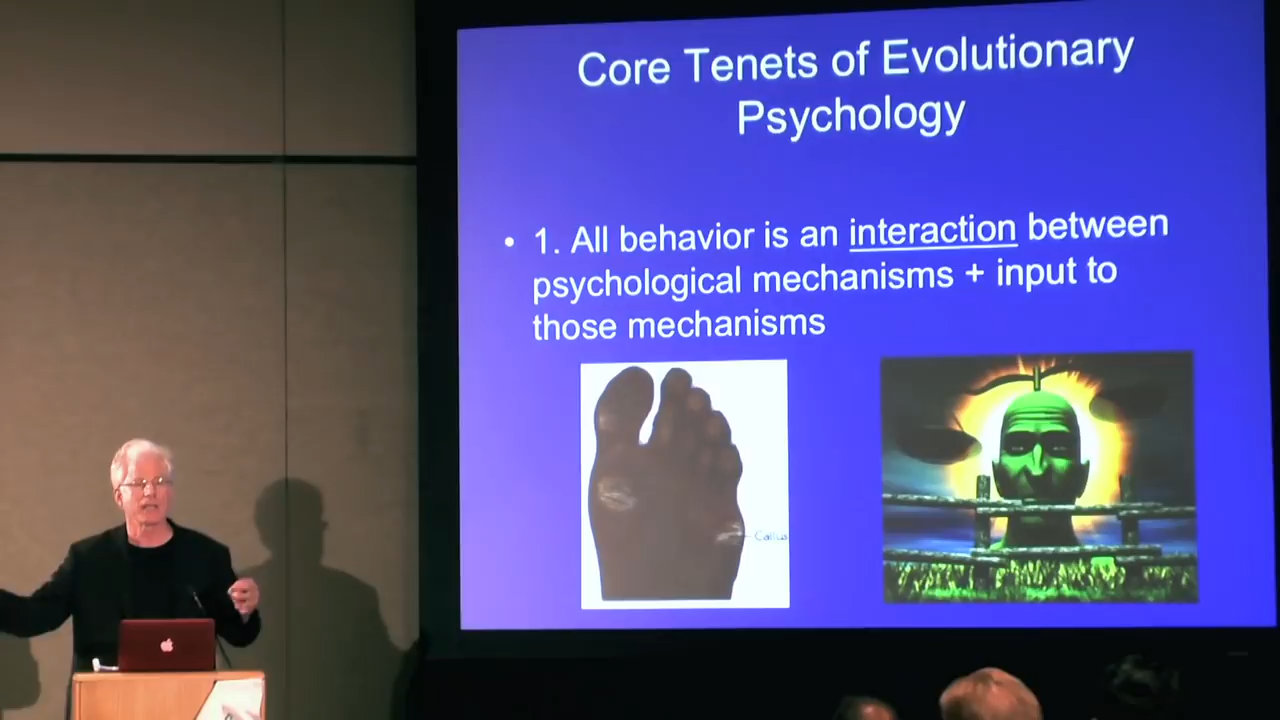 Core Tenets of Evolutionary
Psychology
• 1. All behavior is an interaction between
psychological mechanisms + input to
those mechanisms
Callus